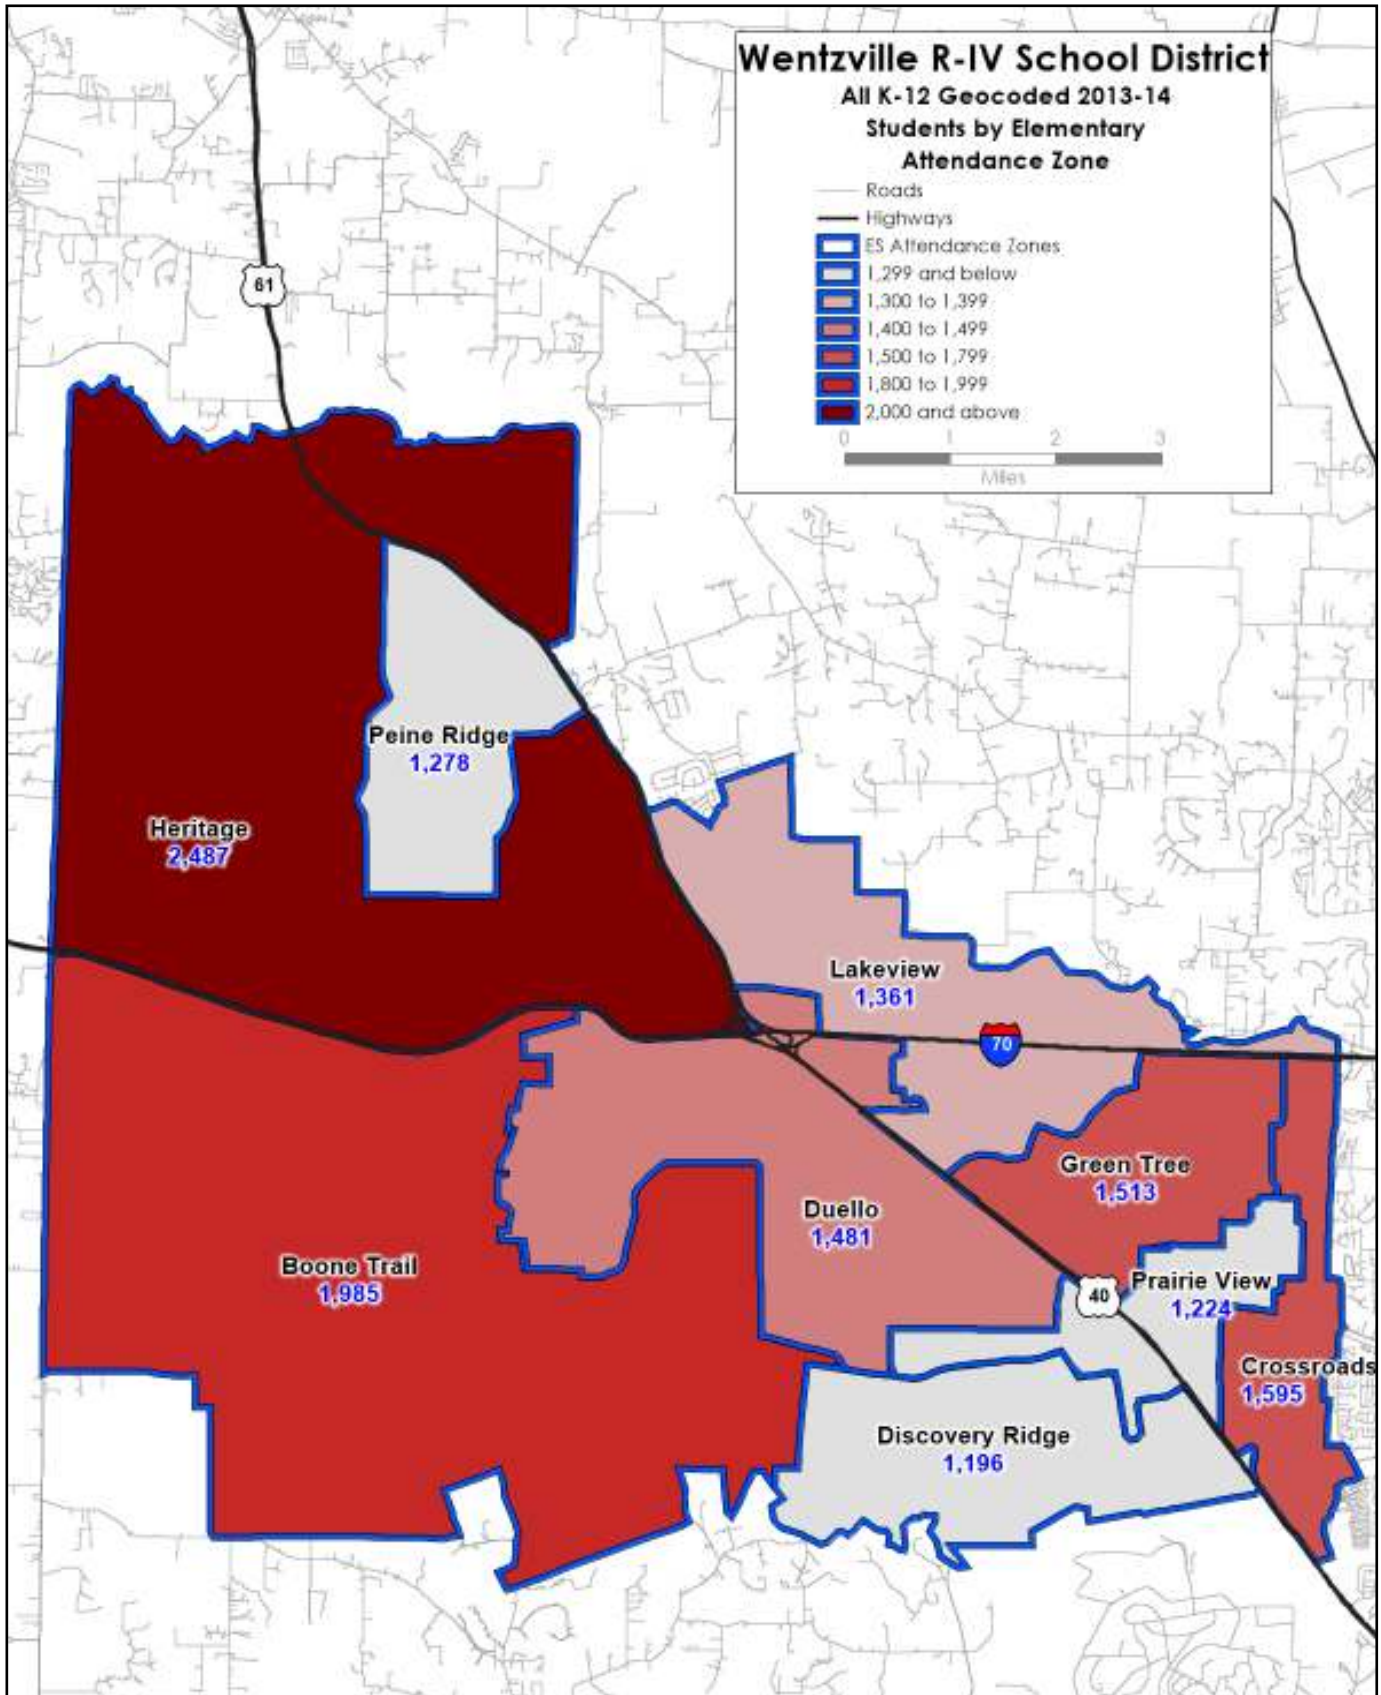 Wentzville R-IV School District
All K-12 Geocoded 2013-14
Students by Elementary
Attendance Zone
Roads
Highways
ES Attendance Zones
1,299 and below
1,300 to 1,399
1,400 to 1,499
1,500 to 1,799
1,800 to 1,999
2,000 and above
0 1 2 3
Miles
61
Peine Ridge
1,278
Heritage
2,487
Lakeview
1,361
70
Green Tree
1,513
Duello
1,481
Boone Trail
1,985
Prairie View
1,224
40
Crossroads
1,595
Discovery Ridge
1,196